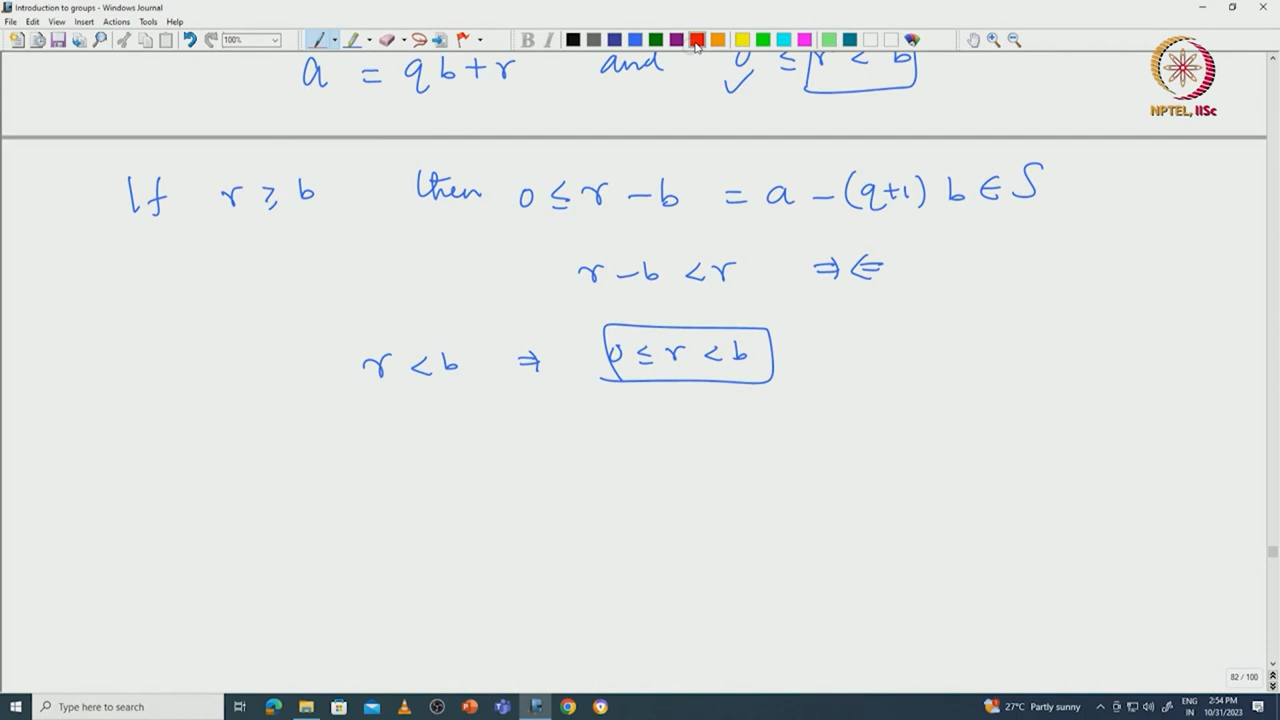 Introduction to groups - Windows Journal
File Edit View Insert Actions Tools Help
100% B I
a = qb + r and 0 ≤ r < b
NPTEL, IISc
If r ≥ b then 0 ≤ r - b = a - (q+1) b ∈ S
r - b < r ⇒⇐
r < b ⇒ 0 ≤ r < b
82 / 100
Type here to search
27°C Partly sunny
ENG
IN
2:54 PM
10/31/2023